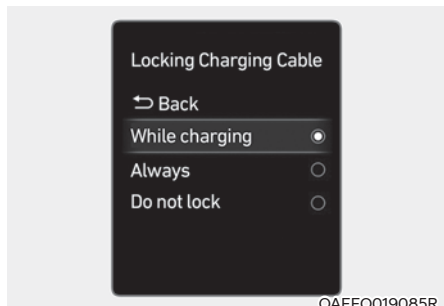 Locking Charging Cable
Back
While charging
Always
Do not lock
OAEEQ019085R